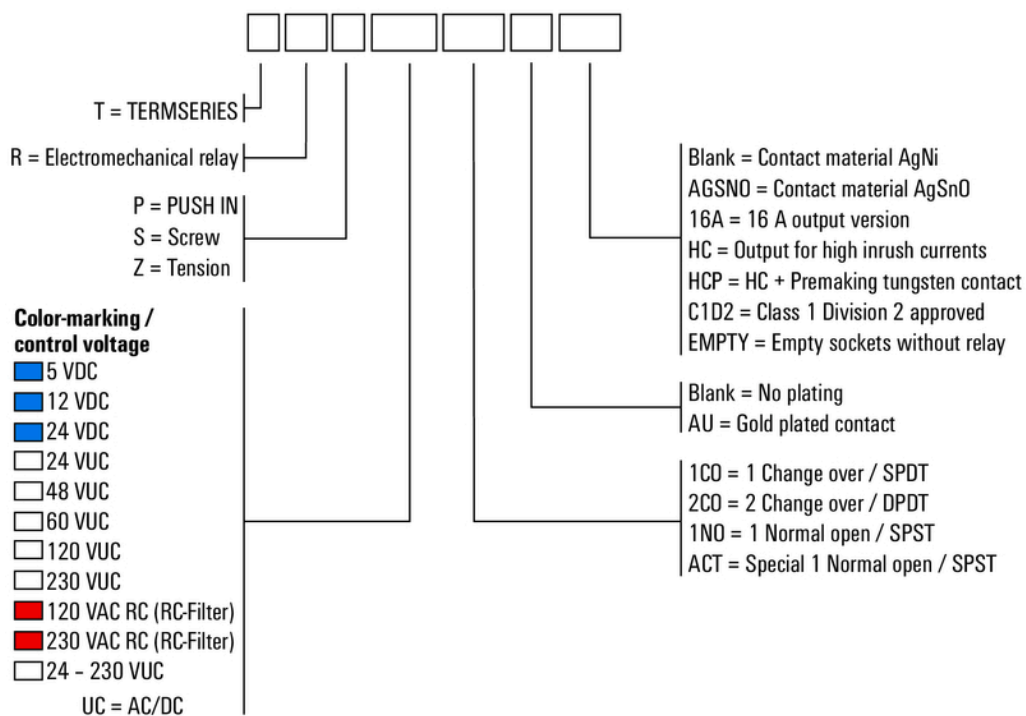 T = TERMSERIES
R = Electromechanical relay
P = PUSH IN
S = Screw
Z = Tension
Color-marking /
control voltage
5 VDC
12 VDC
24 VDC
24 VUC
48 VUC
60 VUC
120 VUC
230 VUC
120 VAC RC (RC-Filter)
230 VAC RC (RC-Filter)
24 – 230 VUC
UC = AC/DC
Blank = Contact material AgNi
AGSNO = Contact material AgSnO
16A = 16 A output version
HC = Output for high inrush currents
HCP = HC + Premaking tungsten contact
C1D2 = Class 1 Division 2 approved
EMPTY = Empty sockets without relay
Blank = No plating
AU = Gold plated contact
1CO = 1 Change over / SPDT
2CO = 2 Change over / DPDT
1NO = 1 Normal open / SPST
ACT = Special 1 Normal open / SPST